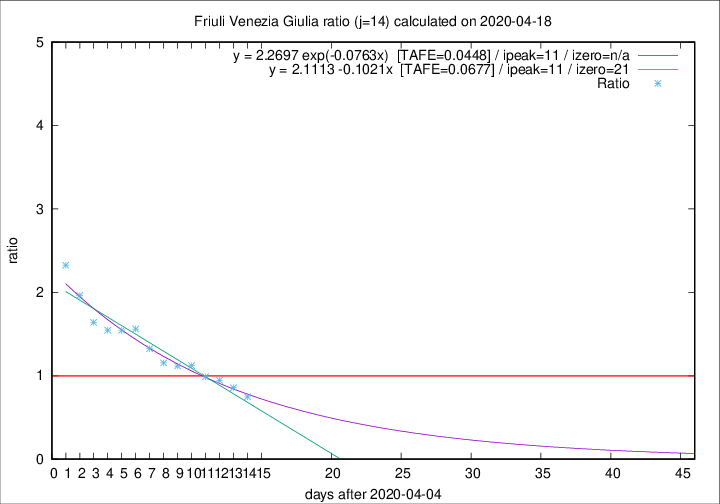 Friuli Venezia Giulia ratio (j=14) calculated on 2020-04-18
y = 2.2697 exp(-0.0763x) [TAFE=0.0448] / ipeak=11 / izero=n/a
y = 2.1113 -0.1021x [TAFE=0.0677] / ipeak=11 / izero=21
Ratio
5
4
3
2
1
0
ratio
0 1 2 3 4 5 6 7 8 9 10 11 12 13 14 15 20 25 30 35 40 45
days after 2020-04-04